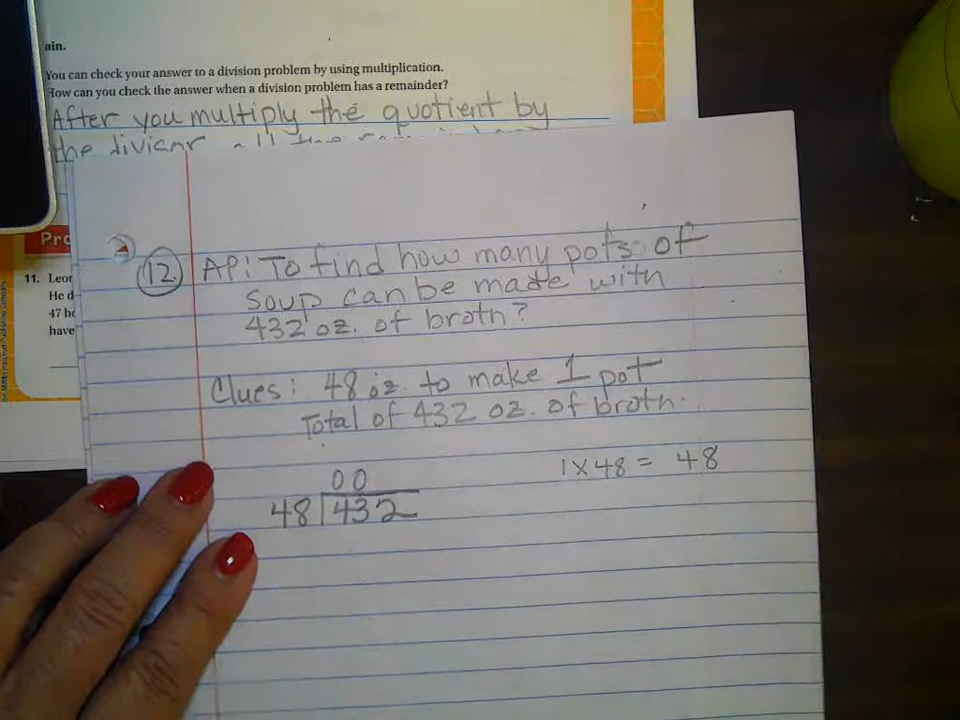 ain.
You can check your answer to a division problem by using multiplication.
How can you check the answer when a division problem has a remainder?
After you multiply the quotient by
the
Pro
11. Leon
He d
47 bo
have
12. AP: To find how many pots of
soup can be made with
432 oz. of broth?
Clues: 48 oz. to make 1 pot
Total of 432 oz. of broth.
1 x 48 = 48
00
48 432